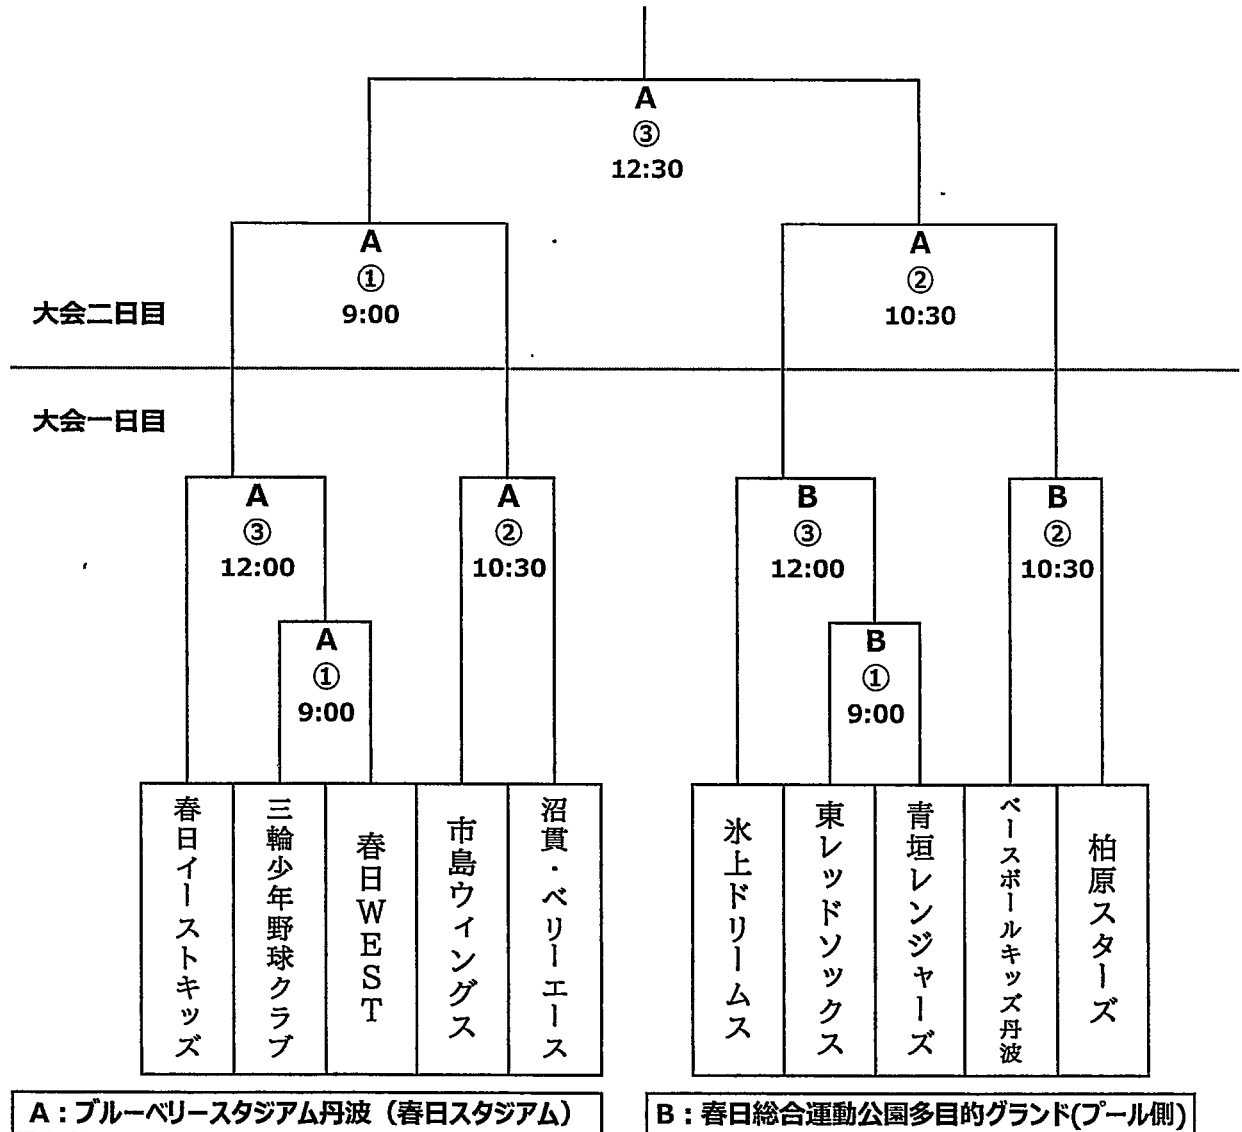 A
③
12:30
A
①
9:00
A
②
10:30
大会二日目
大会一日目
A
③
12:00
A
②
10:30
B
③
12:00
B
②
10:30
A
①
9:00
B
①
9:00
春日イーストキッズ
三輪少年野球クラブ
春日WEST
市島ウイングス
沼貫・ベリーエース
氷上ドリームス
東レッドソックス
青垣レンジャーズ
ベースボールキッズ丹波
柏原スターズ
A：ブルーベリースタジアム丹波（春日スタジアム）
B：春日総合運動公園多目的グランド(プール側)